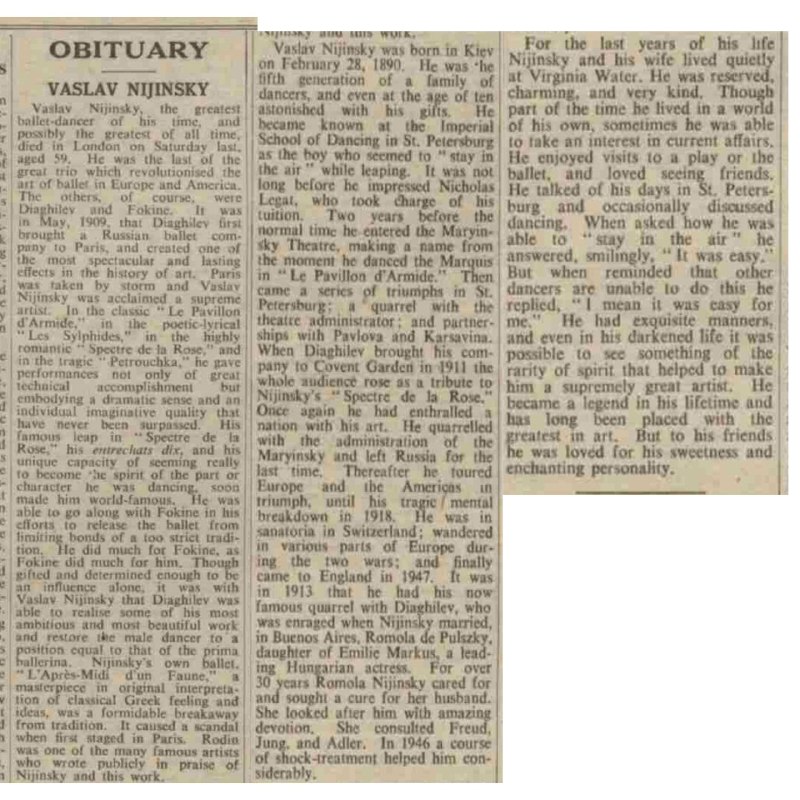 OBITUARY
VASLAV NIJINSKY
Vaslav Nijinsky, the greatest
ballet-dancer of his time, and
possibly the greatest of all time,
died in London on Saturday last,
aged 59. He was the last of the
great trio which revolutionised the
art of ballet in Europe and America.
The others, of course, were
Diaghilev and Fokine. It was
in May, 1909, that Diaghilev first
brought a Russian ballet com-
pany to Paris, and created one of
the most spectacular and lasting
effects in the history of art. Paris
was taken by storm and Vaslav
Nijinsky was acclaimed a supreme
artist. In the classic "Le Pavillon
d'Armide," in the poetic-lyrical
"Les Sylphides," in the highly
romantic "Spectre de la Rose," and
in the tragic "Petrouchka," he gave
performances not only of great
technical accomplishment but
embodying a dramatic sense and an
individual imaginative quality that
have never been surpassed. His
famous leap in "Spectre de la
Rose," his entrechats dix, and his
unique capacity of seeming really
to become 'he spirit of the part or
character he was dancing, soon
made him world-famous. He was
able to go along with Fokine in his
efforts to release the ballet from
limiting bonds of a too strict tradi-
tion. He did much for Fokine, as
Fokine did much for him. Though
gifted and determined enough to be
an influence alone, it was with
Vaslav Nijinsky that Diaghilev was
able to realise some of his most
ambitious and most beautiful work
and restore the male dancer to a
position equal to that of the prima
ballerina. Nijinsky's own ballet,
"L'Après-Midi d'un Faune," a
masterpiece in original interpreta-
tion of classical Greek feeling and
ideas, was a formidable breakaway
from tradition. It caused a scandal
when first staged in Paris. Rodin
was one of the many famous artists
who wrote publicly in praise of
Nijinsky and this work.
Nijinsky and this work.
Vaslav Nijinsky was born in Kiev
on February 28, 1890. He was 'he
fifth generation of a family of
dancers, and even at the age of ten
astonished with his gifts. He
became known at the Imperial
School of Dancing in St. Petersburg
as the boy who seemed to "stay in
the air" while leaping. It was not
long before he impressed Nicholas
Legat, who took charge of his
tuition. Two years before the
normal time he entered the Maryin-
sky Theatre, making a name from
the moment he danced the Marquis
in "Le Pavillon d'Armide." Then
came a series of triumphs in St.
Petersburg; a quarrel with the
theatre administrator; and partner-
ships with Pavlova and Karsavina.
When Diaghilev brought his com-
pany to Covent Garden in 1911 the
whole audience rose as a tribute to
Nijinsky's "Spectre de la Rose."
Once again he had enthralled a
nation with his art. He quarrelled
with the administration of the
Maryinsky and left Russia for the
last time. Thereafter he toured
Europe and the Americas in
triumph, until his tragic mental
breakdown in 1918. He was in
sanatoria in Switzerland; wandered
in various parts of Europe dur-
ing the two wars; and finally
came to England in 1947. It was
in 1913 that he had his now
famous quarrel with Diaghilev, who
was enraged when Nijinsky married,
in Buenos Aires, Romola de Pulszky,
daughter of Emilie Markus, a lead-
ing Hungarian actress. For over
30 years Romola Nijinsky cared for
and sought a cure for her husband.
She looked after him with amazing
devotion. She consulted Freud,
Jung, and Adler. In 1946 a course
of shock-treatment helped him con-
siderably.
For the last years of his life
Nijinsky and his wife lived quietly
at Virginia Water. He was reserved,
charming, and very kind. Though
part of the time he lived in a world
of his own, sometimes he was able
to take an interest in current affairs.
He enjoyed visits to a play or the
ballet, and loved seeing friends.
He talked of his days in St. Peters-
burg and occasionally discussed
dancing. When asked how he was
able to "stay in the air" he
answered, smilingly, "It was easy."
But when reminded that other
dancers are unable to do this he
replied, "I mean it was easy for
me." He had exquisite manners,
and even in his darkened life it was
possible to see something of the
rarity of spirit that helped to make
him a supremely great artist. He
became a legend in his lifetime and
has long been placed with the
greatest in art. But to his friends
he was loved for his sweetness and
enchanting personality.